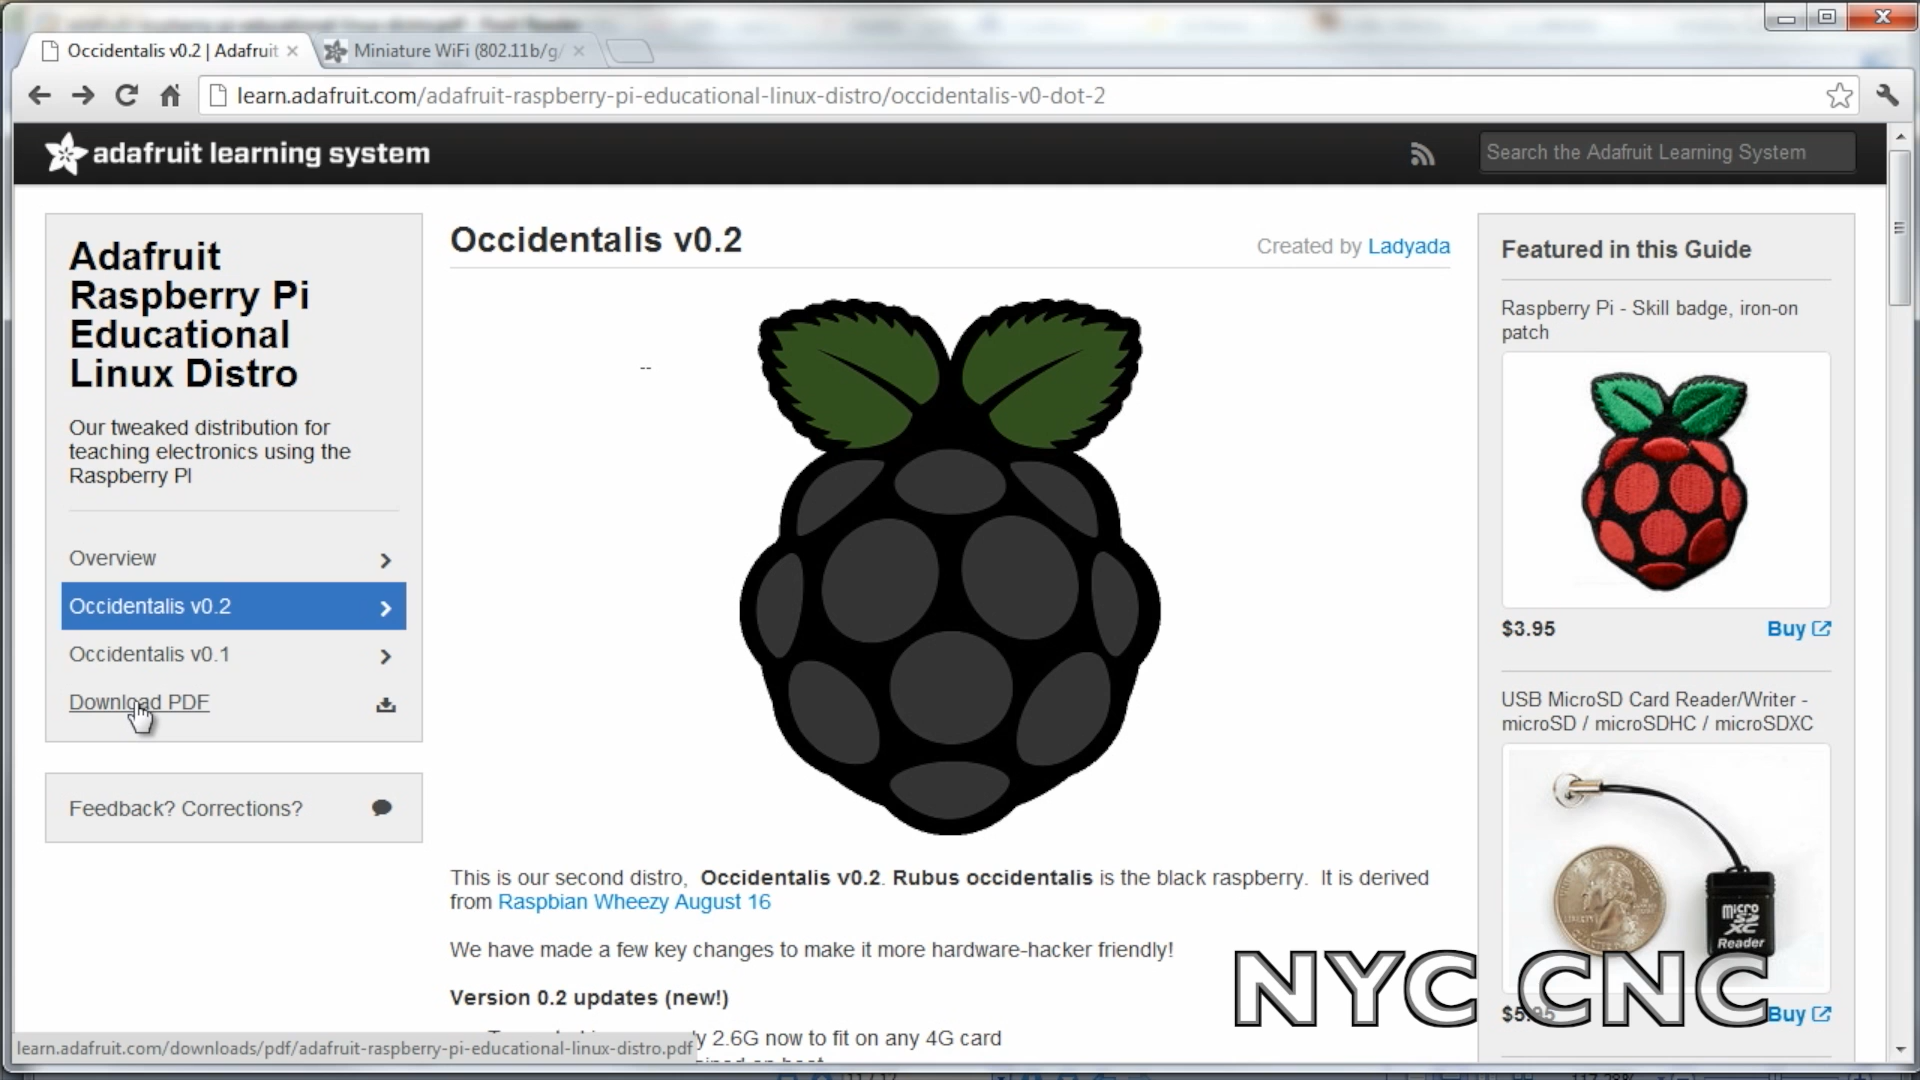 Occidentalis v0.2 | Adafruit
Miniature WiFi (802.11b/g/
learn.adafruit.com/adafruit-raspberry-pi-educational-linux-distro/occidentalis-v0-dot-2
adafruit learning system
Search the Adafruit Learning System
Adafruit
Raspberry Pi
Educational
Linux Distro
Our tweaked distribution for
teaching electronics using the
Raspberry PI
Overview
Occidentalis v0.2
Occidentalis v0.1
Download PDF
Feedback? Corrections?
Occidentalis v0.2
Created by Ladyada
--
This is our second distro, Occidentalis v0.2. Rubus occidentalis is the black raspberry. It is derived
from Raspbian Wheezy August 16
We have made a few key changes to make it more hardware-hacker friendly!
Version 0.2 updates (new!)
2.6G now to fit on any 4G card
Featured in this Guide
Raspberry Pi - Skill badge, iron-on
patch
$3.95
Buy
USB MicroSD Card Reader/Writer -
microSD / microSDHC / microSDXC
micro
SD
XC
Reader
$5.95
Buy
NYC CNC
learn.adafruit.com/downloads/pdf/adafruit-raspberry-pi-educational-linux-distro.pdf